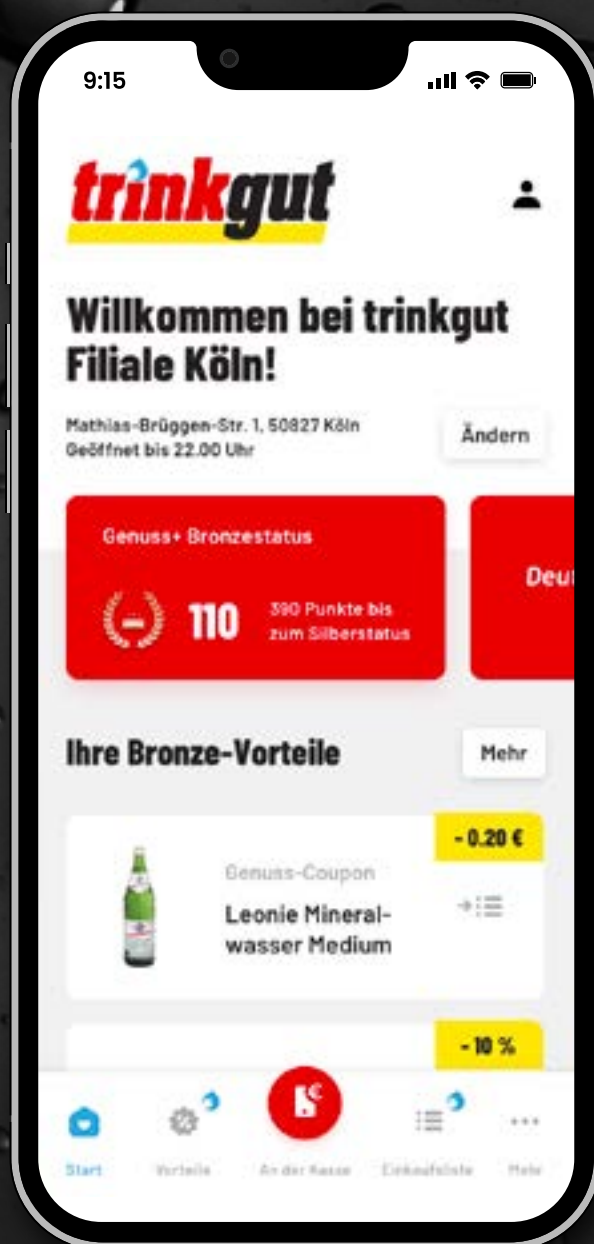 9:15
trinkgut
Willkommen bei trinkgut
Filiale Köln!
Mathias-Brüggen-Str. 1, 50827 Köln
Geöffnet bis 22.00 Uhr
Ändern
Genuss+ Bronzestatus
110
390 Punkte bis
zum Silberstatus
Deu
Ihre Bronze-Vorteile
Mehr
- 0.20 €
Genuss-Coupon
Leonie Mineral-
wasser Medium
- 10 %
Start
Vorteile
An der Kasse
Einkaufsliste
Mehr